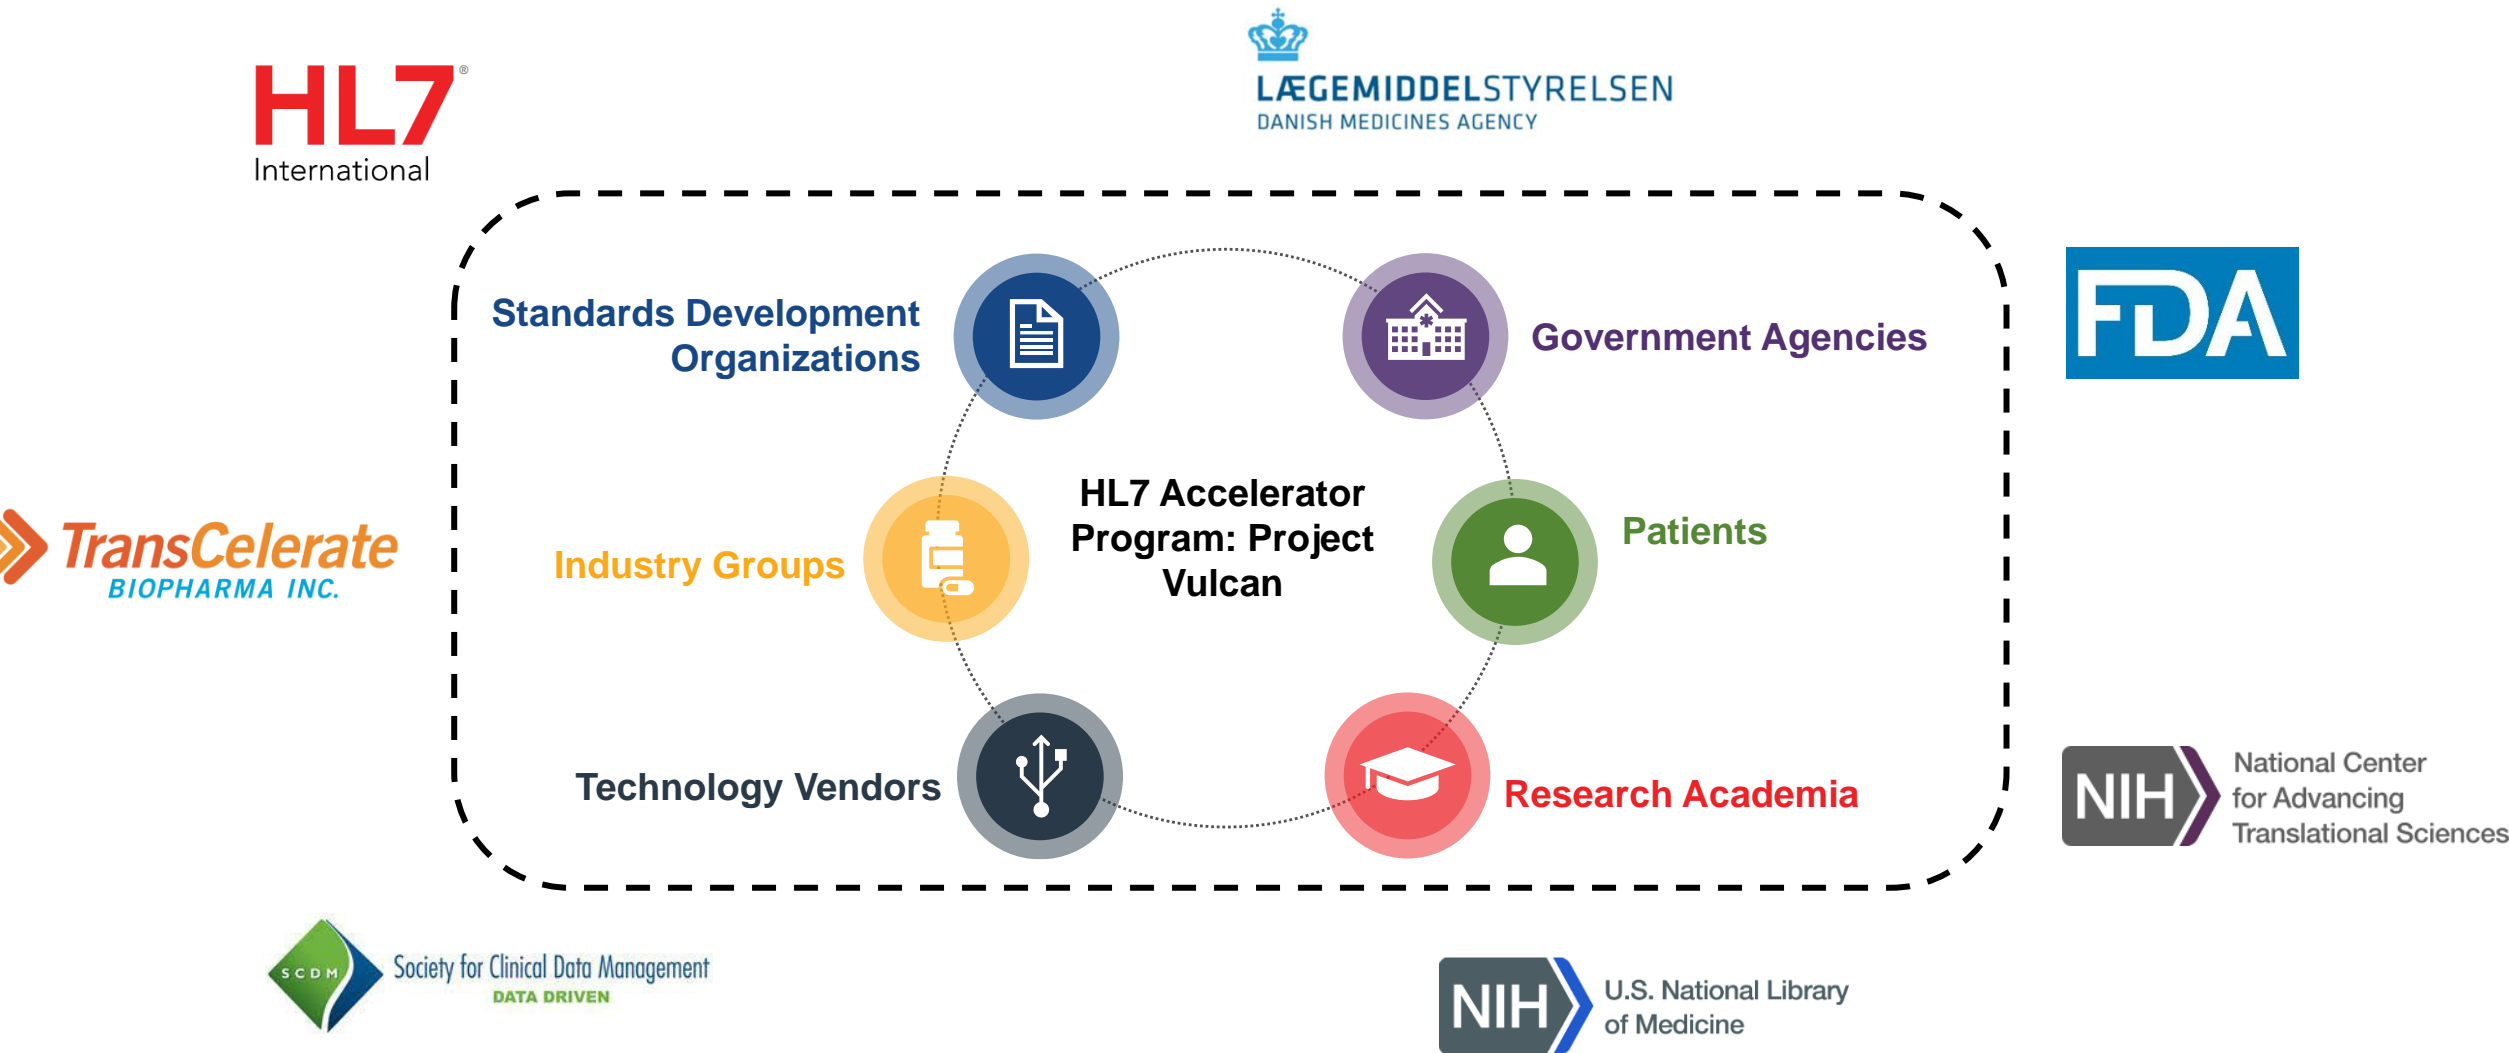 HL7®
International
LÆGEMIDDELSTYRELSEN
DANISH MEDICINES AGENCY
Standards Development
Organizations
Government Agencies
FDA
HL7 Accelerator
Program: Project
Vulcan
Patients
TransCelerate
BIOPHARMA INC.
Industry Groups
Technology Vendors
Research Academia
NIH
National Center
for Advancing
Translational Sciences
SCDM
Society for Clinical Data Management
DATA DRIVEN
NIH
U.S. National Library
of Medicine